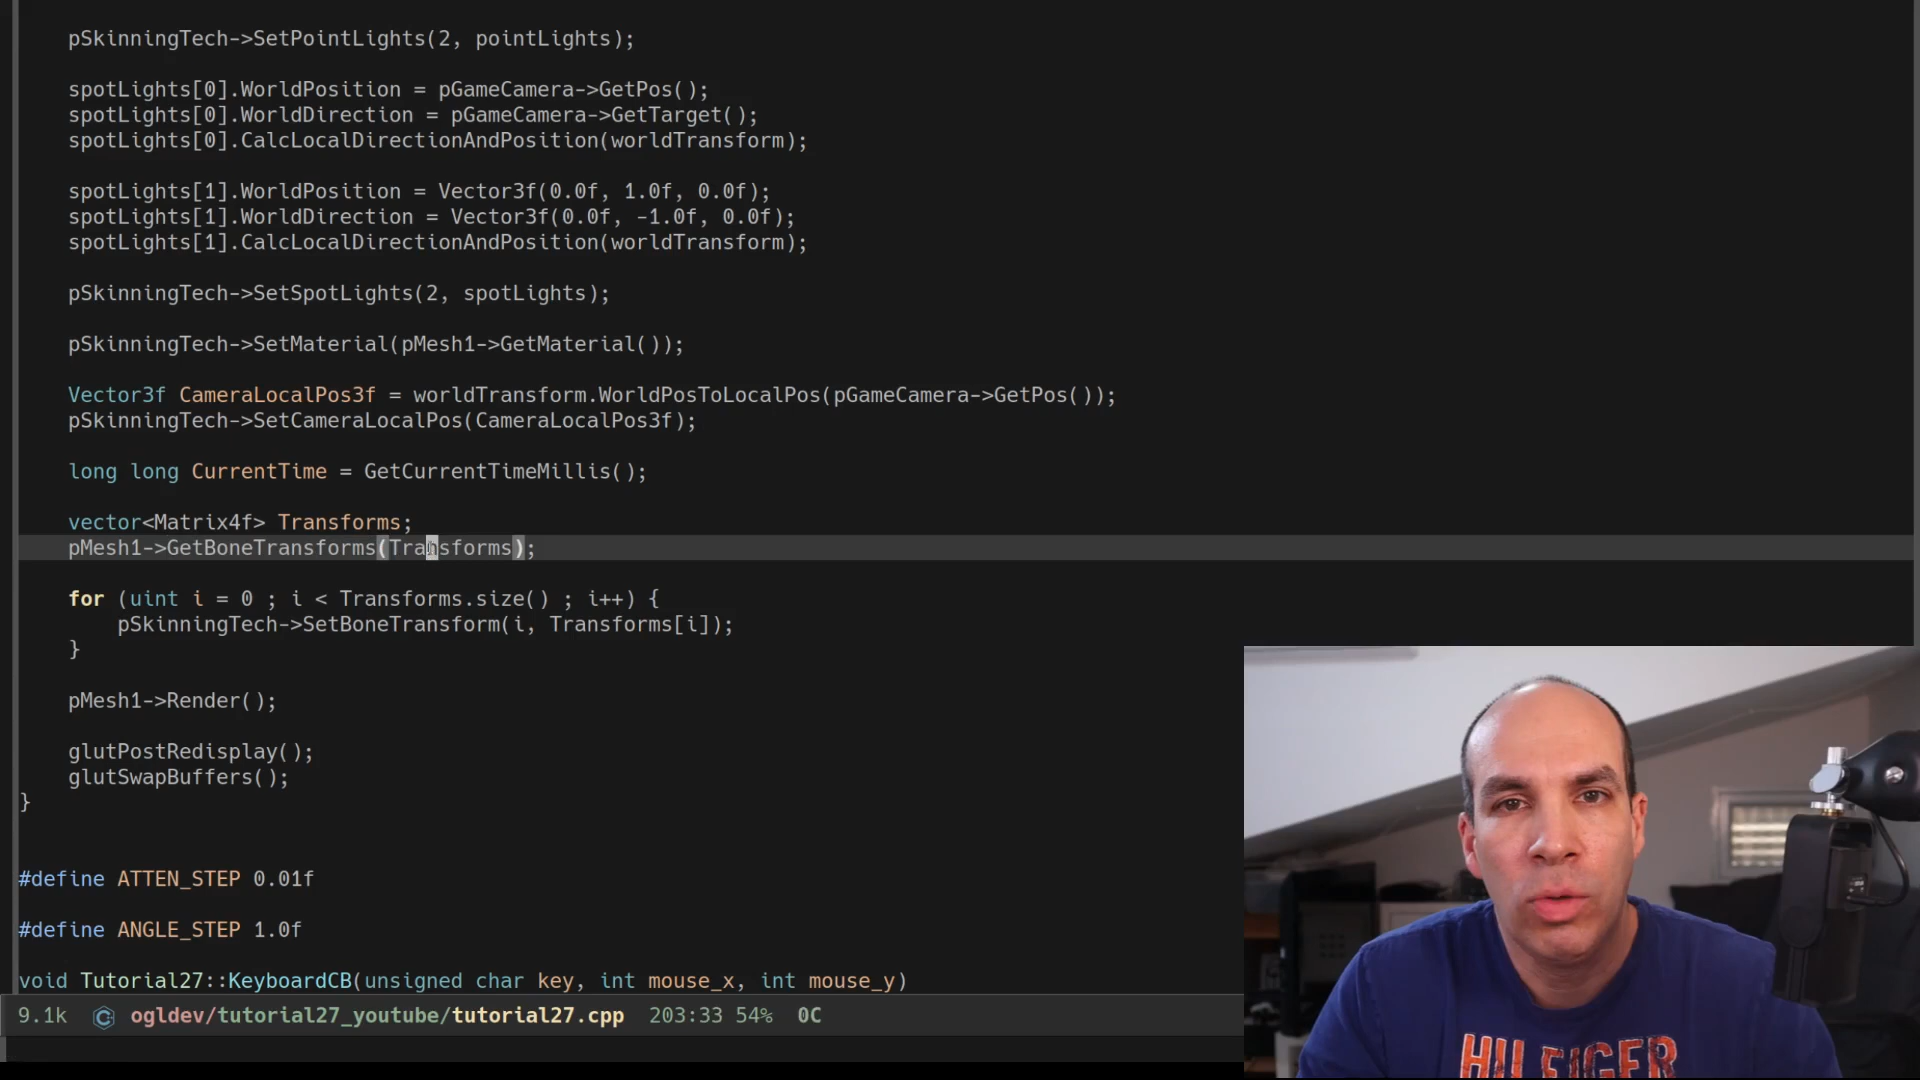 pSkinningTech->SetPointLights(2, pointLights);
spotLights[0].WorldPosition = pGameCamera->GetPos();
spotLights[0].WorldDirection = pGameCamera->GetTarget();
spotLights[0].CalcLocalDirectionAndPosition(worldTransform);
spotLights[1].WorldPosition = Vector3f(0.0f, 1.0f, 0.0f);
spotLights[1].WorldDirection = Vector3f(0.0f, -1.0f, 0.0f);
spotLights[1].CalcLocalDirectionAndPosition(worldTransform);
pSkinningTech->SetSpotLights(2, spotLights);
pSkinningTech->SetMaterial(pMesh1->GetMaterial());
Vector3f CameraLocalPos3f = worldTransform.WorldPosToLocalPos(pGameCamera->GetPos());
pSkinningTech->SetCameraLocalPos(CameraLocalPos3f);
long long CurrentTime = GetCurrentTimeMillis();
vector<Matrix4f> Transforms;
pMesh1->GetBoneTransforms(Transforms);
for (uint i = 0 ; i < Transforms.size() ; i++) {
pSkinningTech->SetBoneTransform(i, Transforms[i]);
}
pMesh1->Render();
glutPostRedisplay();
glutSwapBuffers();
}
#define ATTEN_STEP 0.01f
#define ANGLE_STEP 1.0f
void Tutorial27::KeyboardCB(unsigned char key, int mouse_x, int mouse_y)
9.1k ogldev/tutorial27_youtube/tutorial27.cpp 203:33 54% 0C
HILFIGER